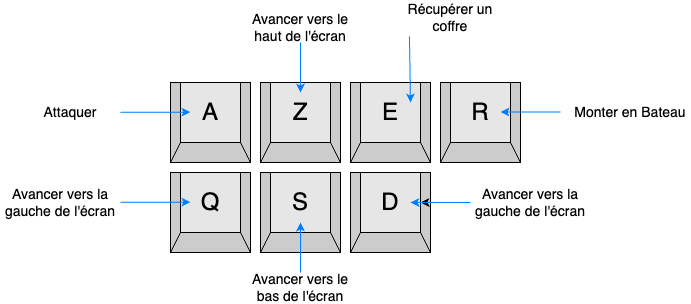 Avancer vers le
haut de l'écran
Récupérer un
coffre
Attaquer
A
Z
E
R
Monter en Bateau
Avancer vers la
gauche de l'écran
Q
S
D
Avancer vers la
gauche de l'écran
Avancer vers le
bas de l'écran